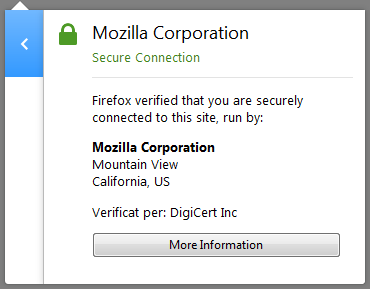 Mozilla Corporation
Secure Connection
Firefox verified that you are securely
connected to this site, run by:
Mozilla Corporation
Mountain View
California, US
Verificat per: DigiCert Inc
More Information